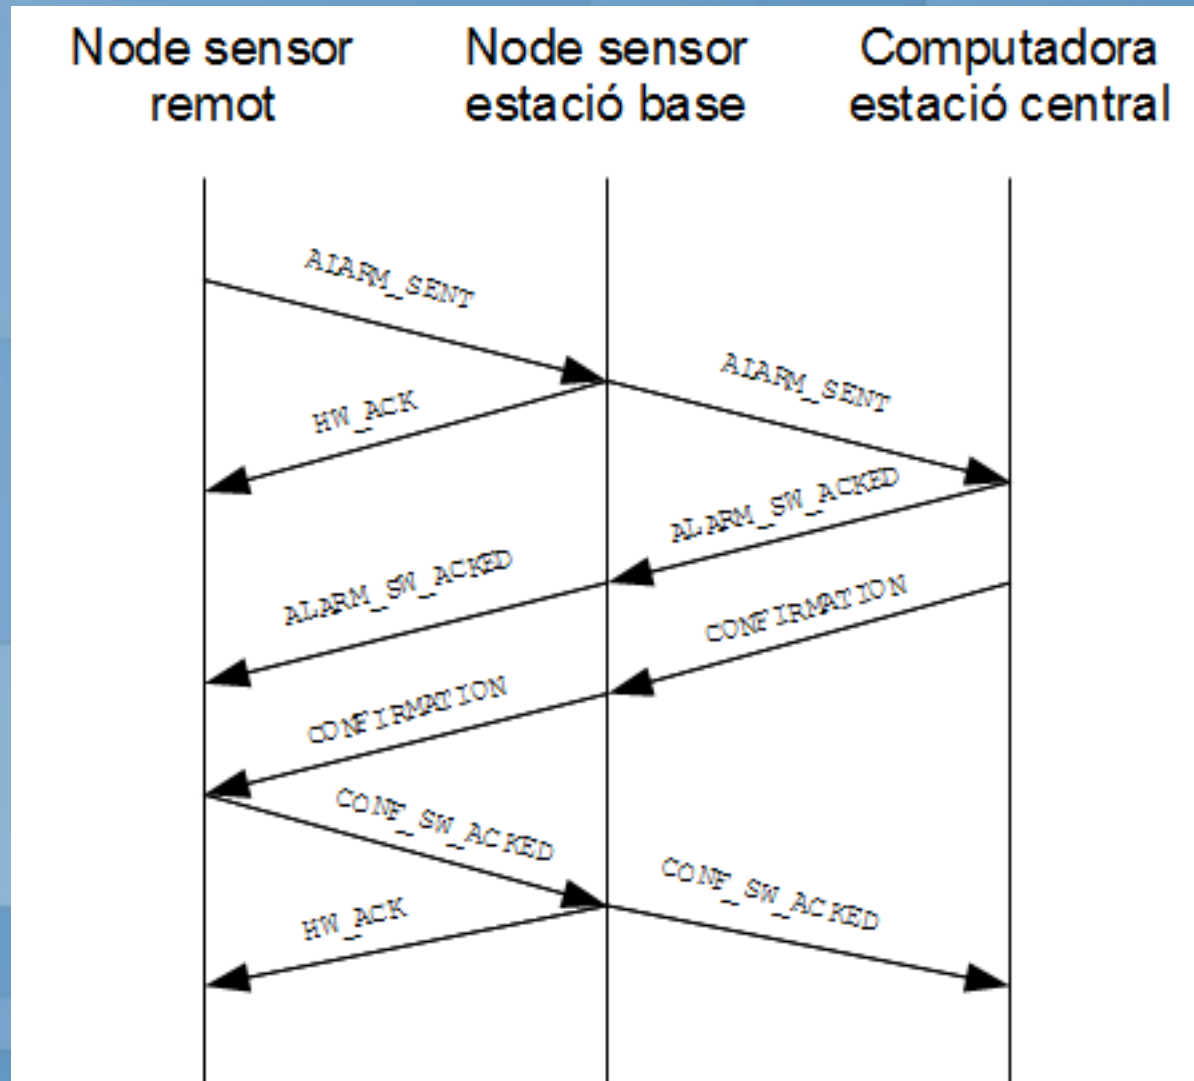 Node sensor
remot
Node sensor
estació base
Computadora
estació central
ALARM_SENT
ALARM_SENT
HW_ACK
ALARM_SW_ACKED
ALARM_SW_ACKED
CONFIRMATION
CONFIRMATION
CONF_SW_ACKED
CONF_SW_ACKED
HW_ACK